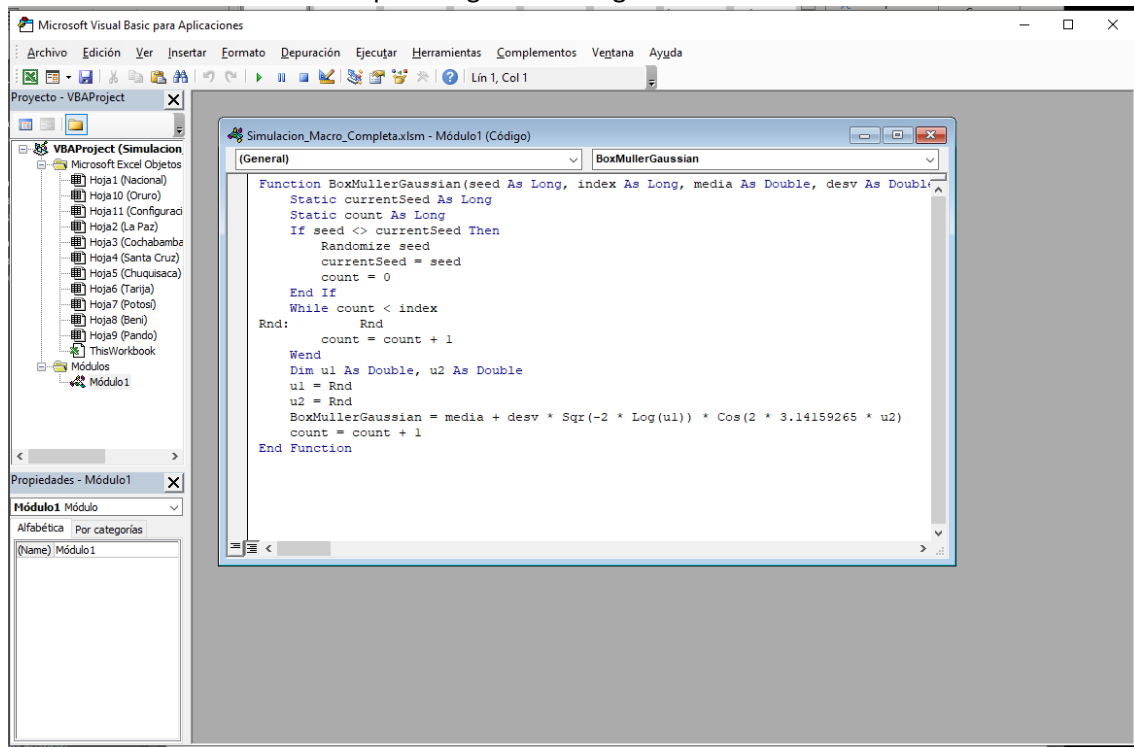 Microsoft Visual Basic para Aplicaciones
Archivo Edición Ver Insertar Formato Depuración Ejecutar Herramientas Complementos Ventana Ayuda
Lín 1, Col 1
Proyecto - VBAProject
VBAProject (Simulacion_
Microsoft Excel Objetos
Hoja1 (Nacional)
Hoja10 (Oruro)
Hoja11 (Configuraci
Hoja2 (La Paz)
Hoja3 (Cochabamba
Hoja4 (Santa Cruz)
Hoja5 (Chuquisaca)
Hoja6 (Tarija)
Hoja7 (Potosí)
Hoja8 (Beni)
Hoja9 (Pando)
ThisWorkbook
Módulos
Módulo1
Propiedades - Módulo1
Módulo1 Módulo
Alfabética Por categorías
(Name) Módulo1
Simulacion_Macro_Completa.xlsm - Módulo1 (Código)
(General) BoxMullerGaussian
Function BoxMullerGaussian(seed As Long, index As Long, media As Double, desv As Double
Static currentSeed As Long
Static count As Long
If seed <> currentSeed Then
Randomize seed
currentSeed = seed
count = 0
End If
While count < index
Rnd: Rnd
count = count + 1
Wend
Dim u1 As Double, u2 As Double
u1 = Rnd
u2 = Rnd
BoxMullerGaussian = media + desv * Sqr(-2 * Log(u1)) * Cos(2 * 3.14159265 * u2)
count = count + 1
End Function